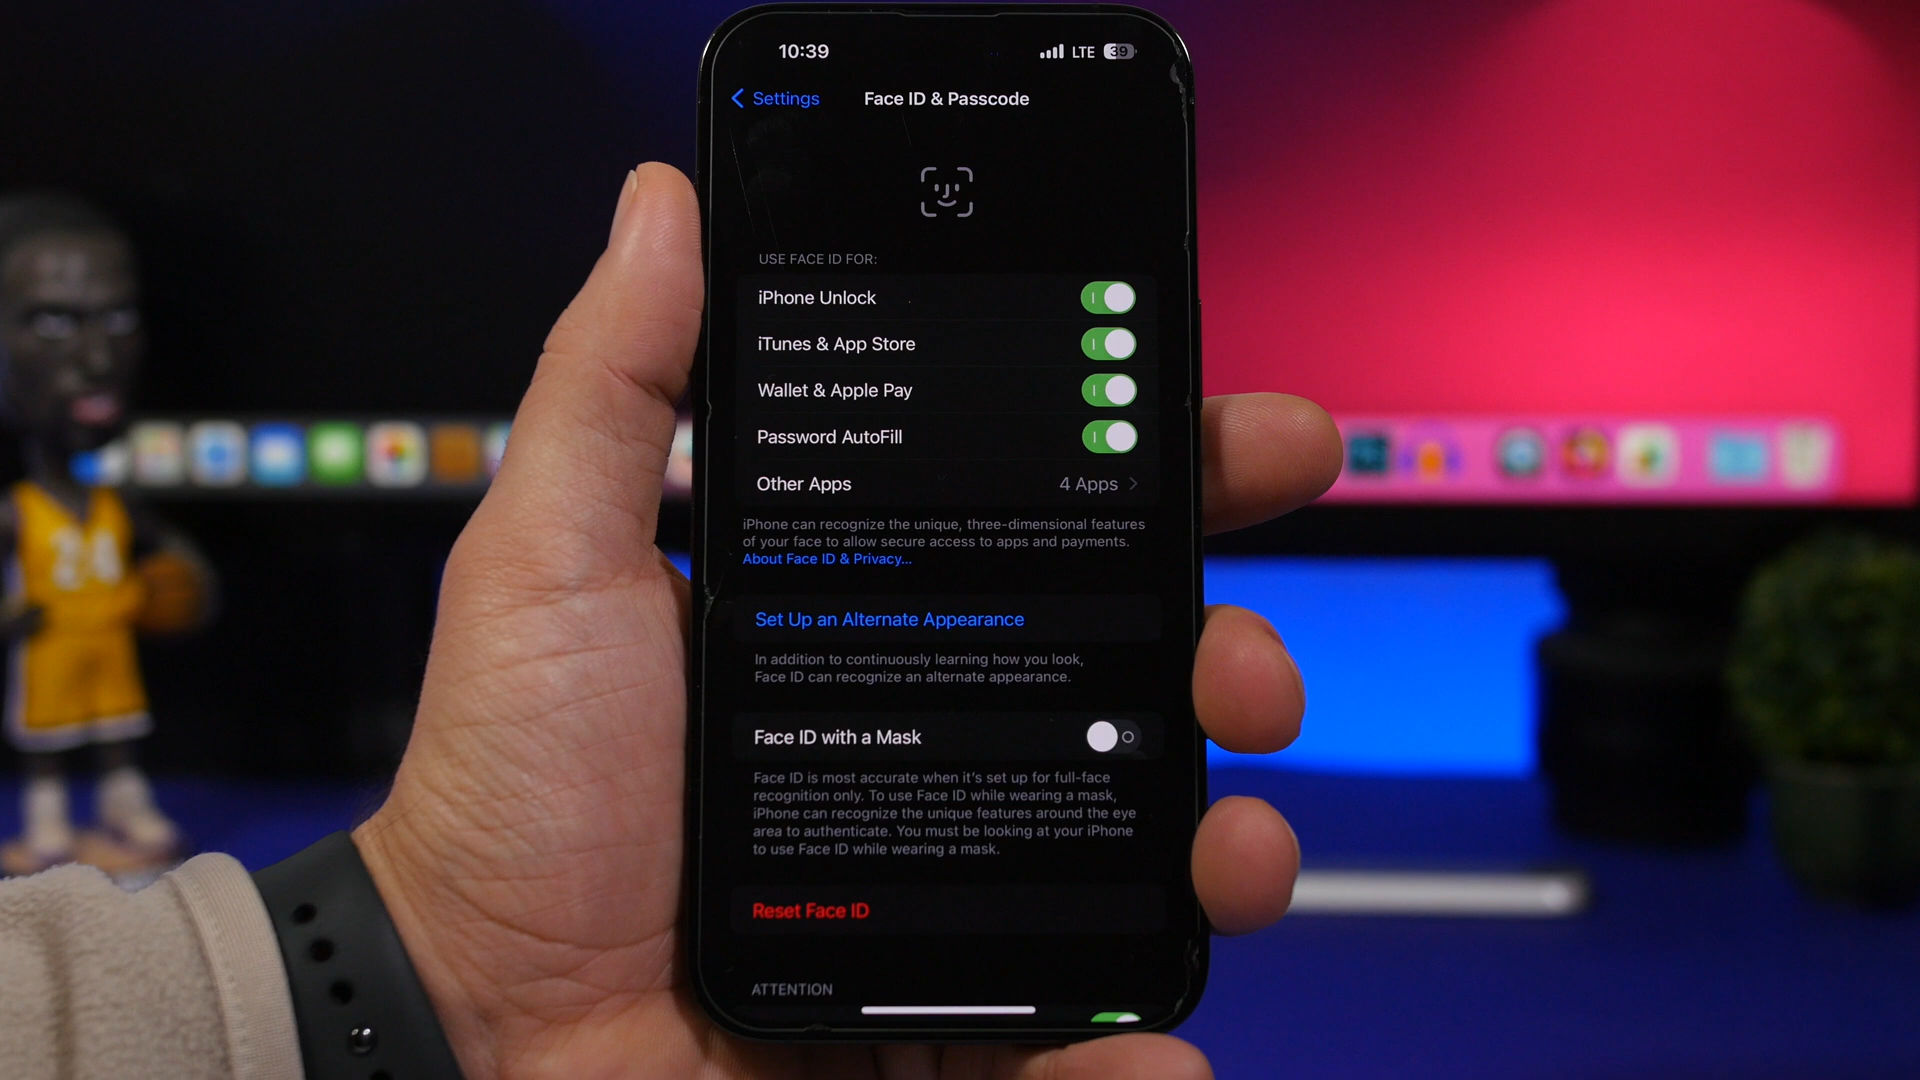 10:39 LTE 39
Settings Face ID & Passcode
USE FACE ID FOR:
iPhone Unlock
iTunes & App Store
Wallet & Apple Pay
Password AutoFill
Other Apps 4 Apps
iPhone can recognize the unique, three-dimensional features
of your face to allow secure access to apps and payments.
About Face ID & Privacy...
Set Up an Alternate Appearance
In addition to continuously learning how you look,
Face ID can recognize an alternate appearance.
Face ID with a Mask
Face ID is most accurate when it's set up for full-face
recognition only. To use Face ID while wearing a mask,
iPhone can recognize the unique features around the eye
area to authenticate. You must be looking at your iPhone
to use Face ID while wearing a mask.
Reset Face ID
ATTENTION
24